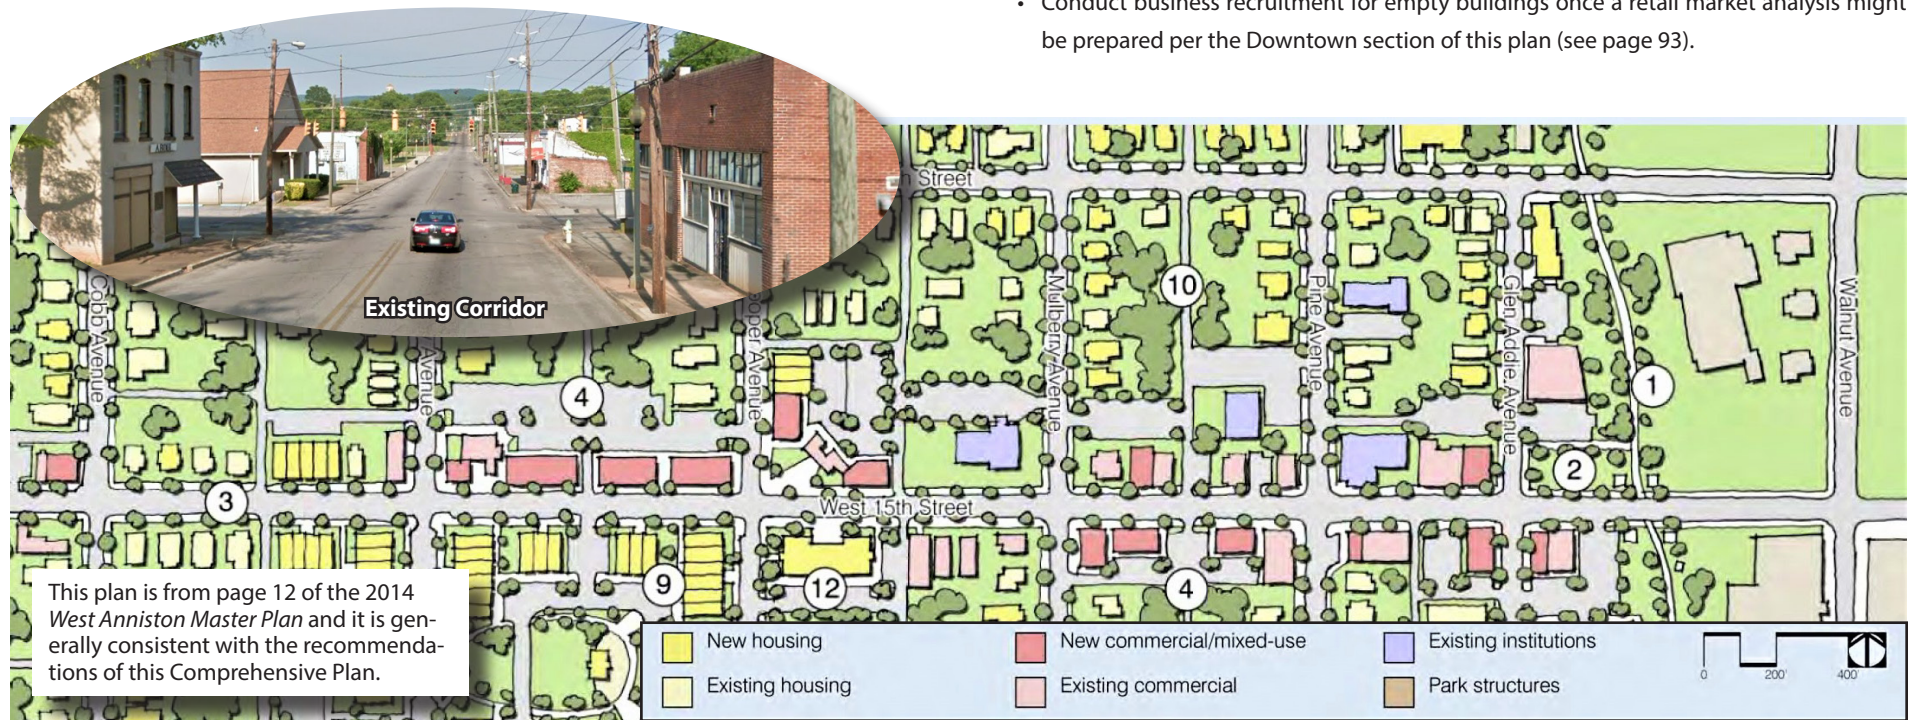 • Conduct business recruitment for empty buildings once a retail market analysis might
be prepared per the Downtown section of this plan (see page 93).
Existing Corridor
Street
Cobb Avenue
Avenue
Avenue
Mulberry Avenue
Pine Avenue
Glen Addie Avenue
Walnut Avenue
10
1
4
2
3
West 15th Street
9
12
4
This plan is from page 12 of the 2014
West Anniston Master Plan and it is gen-
erally consistent with the recommenda-
tions of this Comprehensive Plan.
New housing
New commercial/mixed-use
Existing institutions
Existing housing
Existing commercial
Park structures
0 200' 400'